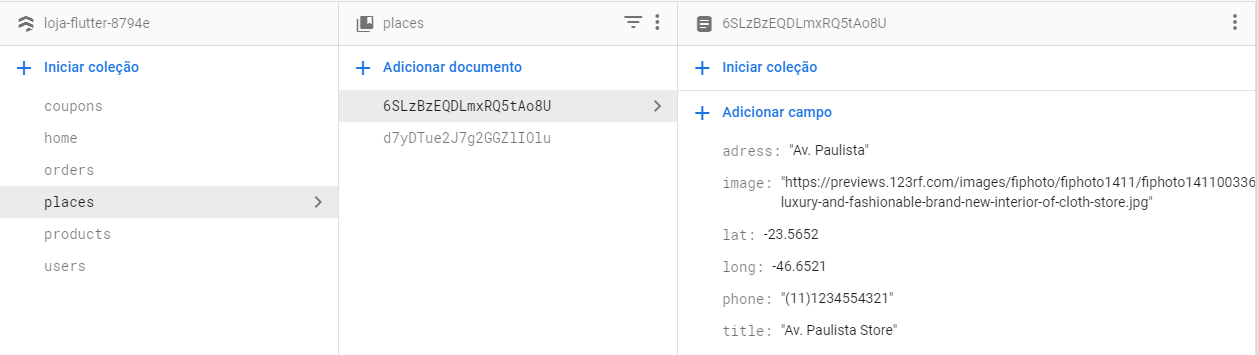 loja-flutter-8794e
places
6SLzBzEQDLmxRQ5tAo8U
Iniciar coleção
Adicionar documento
Iniciar coleção
coupons
home
orders
places
products
users
6SLzBzEQDLmxRQ5tAo8U
d7yDTue2J7g2GGZlIOlu
Adicionar campo
adress: "Av. Paulista"
image: "https://previews.123rf.com/images/fiphoto/fiphoto1411/fiphoto141100336
luxury-and-fashionable-brand-new-interior-of-cloth-store.jpg"
lat: -23.5652
long: -46.6521
phone: "(11)1234554321"
title: "Av. Paulista Store"